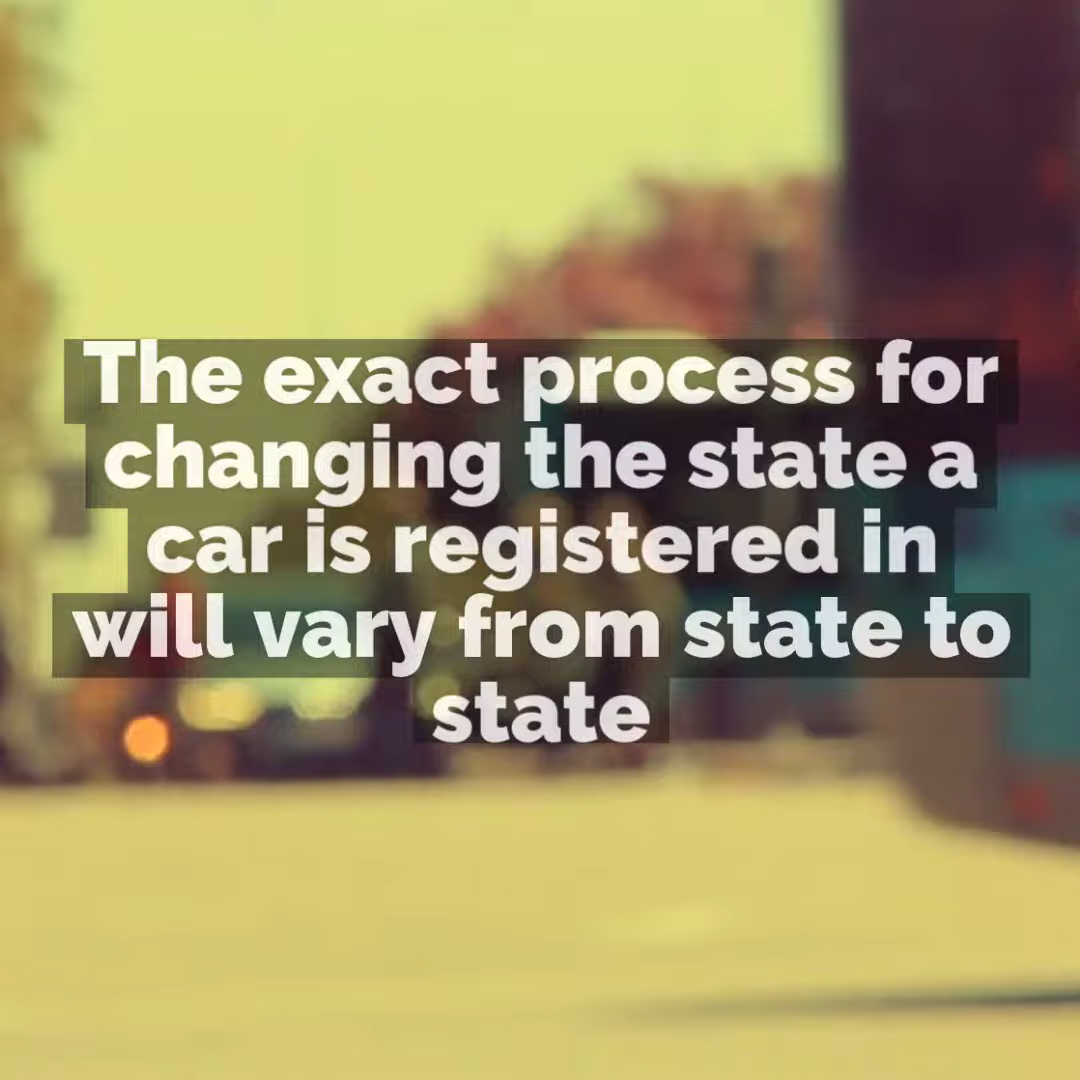 The exact process for
changing the state a
car is registered in
will vary from state to
state